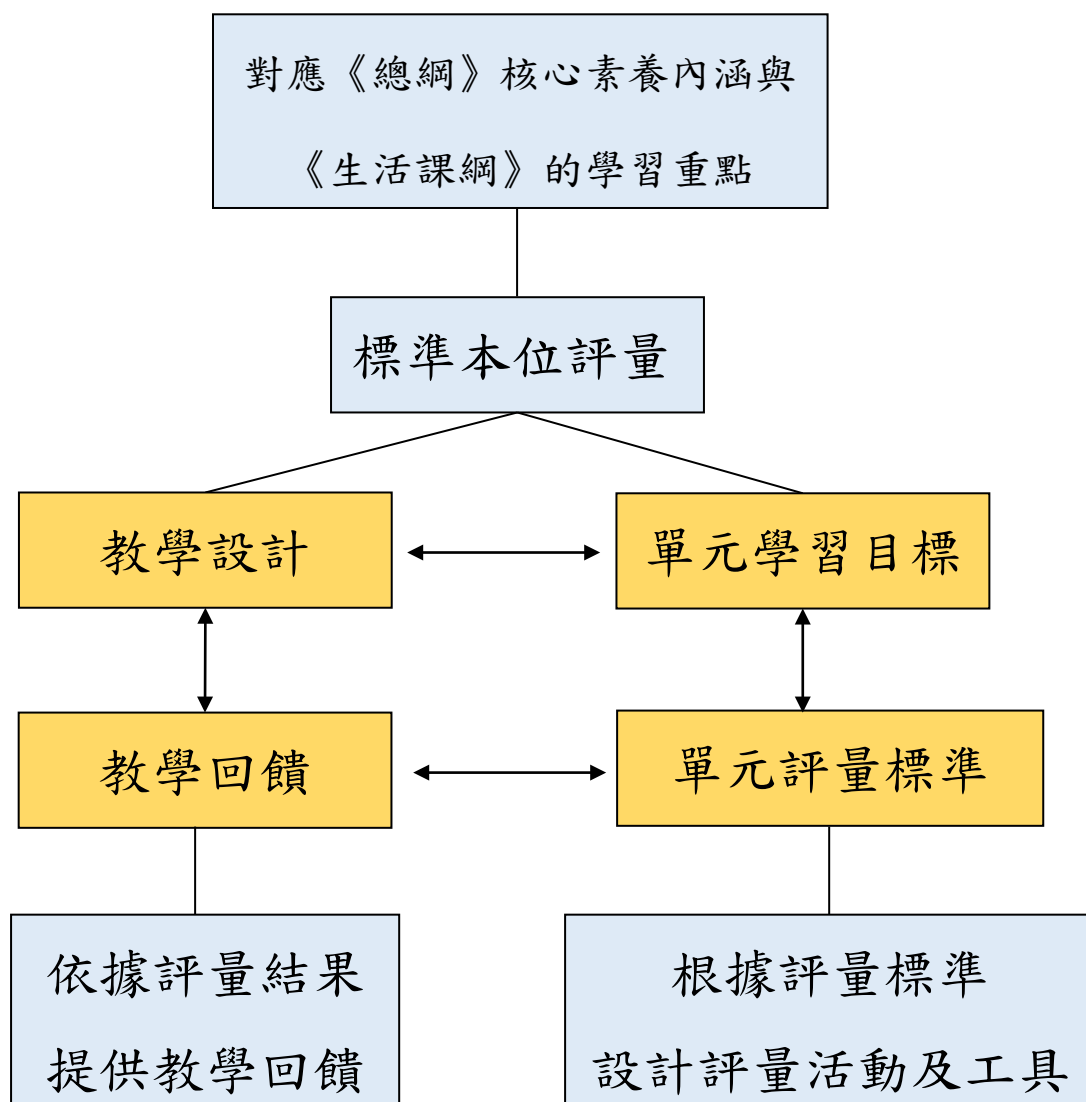 對應《總綱》核心素養內涵與
《生活課綱》的學習重點
標準本位評量
教學設計
單元學習目標
教學回饋
單元評量標準
依據評量結果
提供教學回饋
根據評量標準
設計評量活動及工具